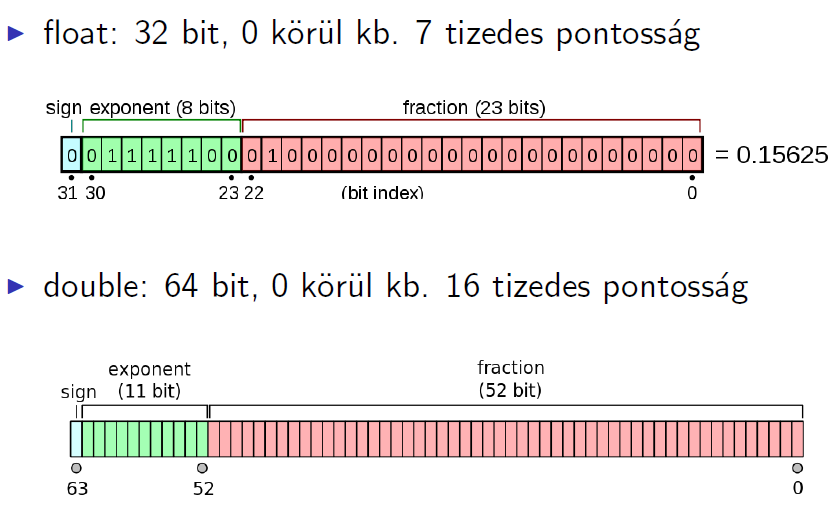 ▶ float: 32 bit, 0 körül kb. 7 tizedes pontosság
sign exponent (8 bits) fraction (23 bits)
0 0 1 1 1 1 1 0 0 0 1 0 0 0 0 0 0 0 0 0 0 0 0 0 0 0 0 0 0 0 0 0 = 0.15625
31 30 23 22 (bit index) 0
▶ double: 64 bit, 0 körül kb. 16 tizedes pontosság
exponent fraction
sign (11 bit) (52 bit)
63 52 0